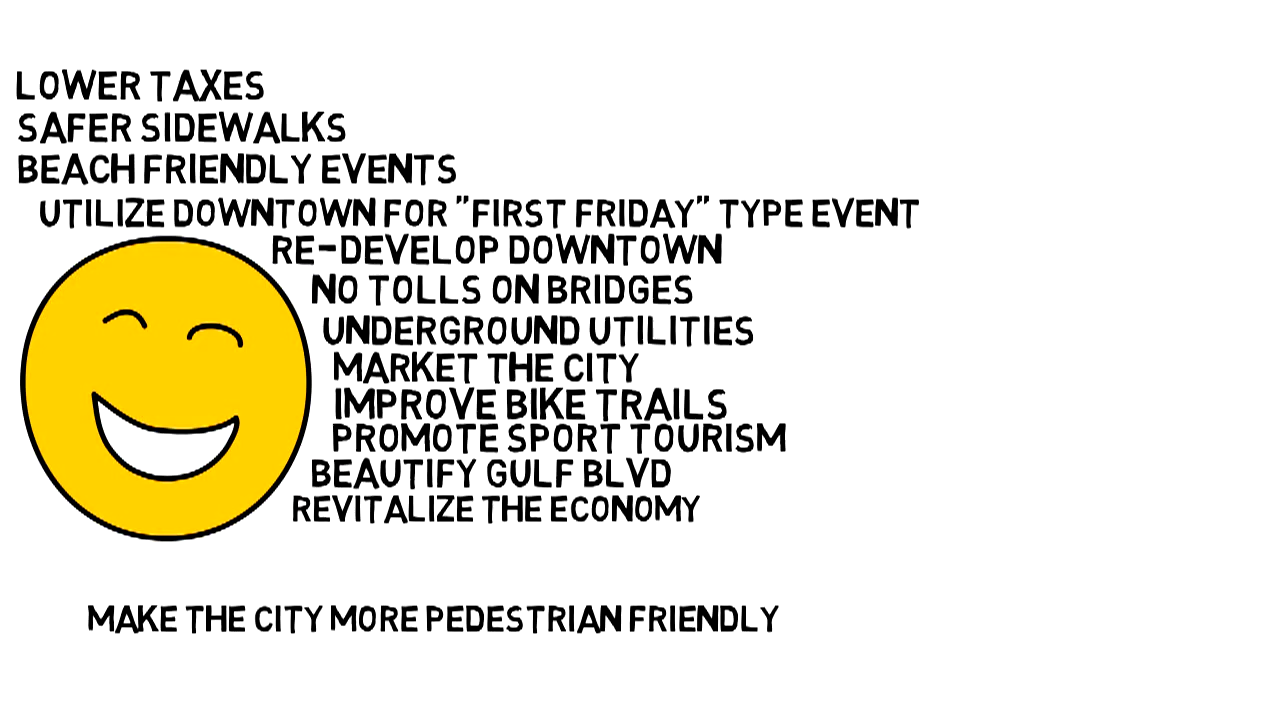 LOWER TAXES
SAFER SIDEWALKS
BEACH FRIENDLY EVENTS
UTILIZE DOWNTOWN FOR "FIRST FRIDAY" TYPE EVENT
RE-DEVELOP DOWNTOWN
NO TOLLS ON BRIDGES
UNDERGROUND UTILITIES
MARKET THE CITY
IMPROVE BIKE TRAILS
PROMOTE SPORT TOURISM
BEAUTIFY GULF BLVD
REVITALIZE THE ECONOMY
MAKE THE CITY MORE PEDESTRIAN FRIENDLY